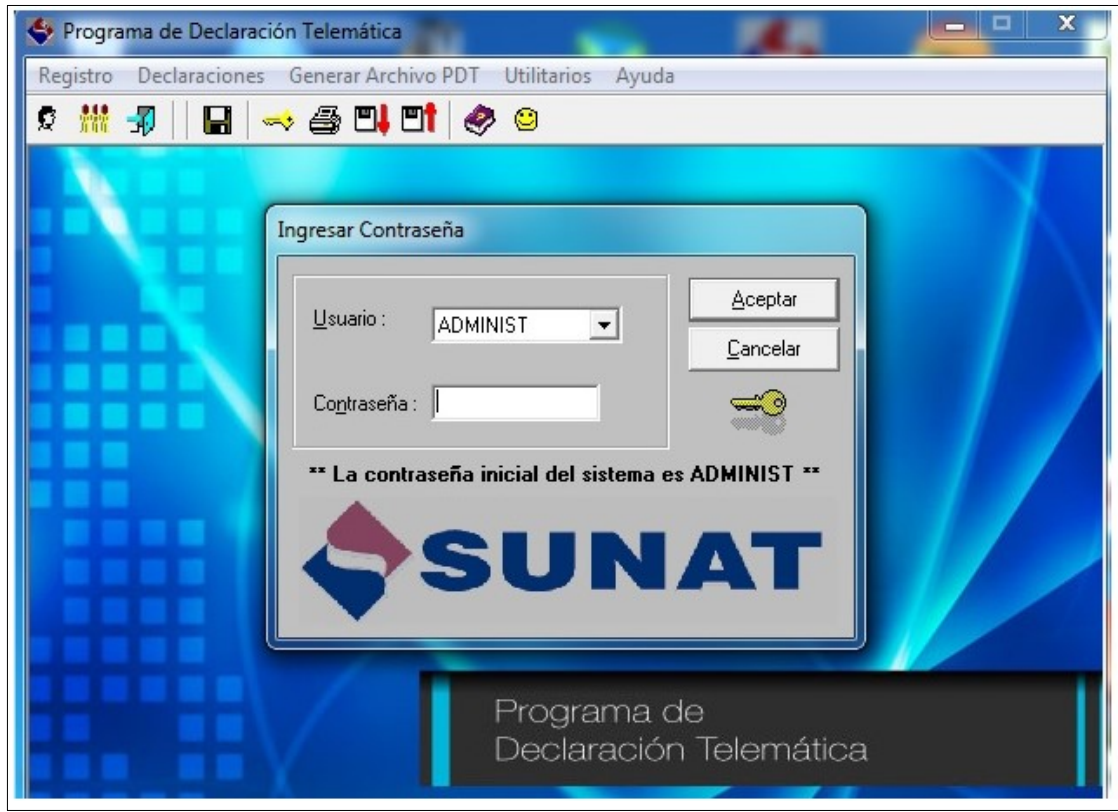 Programa de Declaración Telemática
Registro Declaraciones Generar Archivo PDT Utilitarios Ayuda
Ingresar Contraseña
Usuario : ADMINIST
Aceptar
Cancelar
Contraseña :
** La contraseña inicial del sistema es ADMINIST **
SUNAT
Programa de
Declaración Telemática